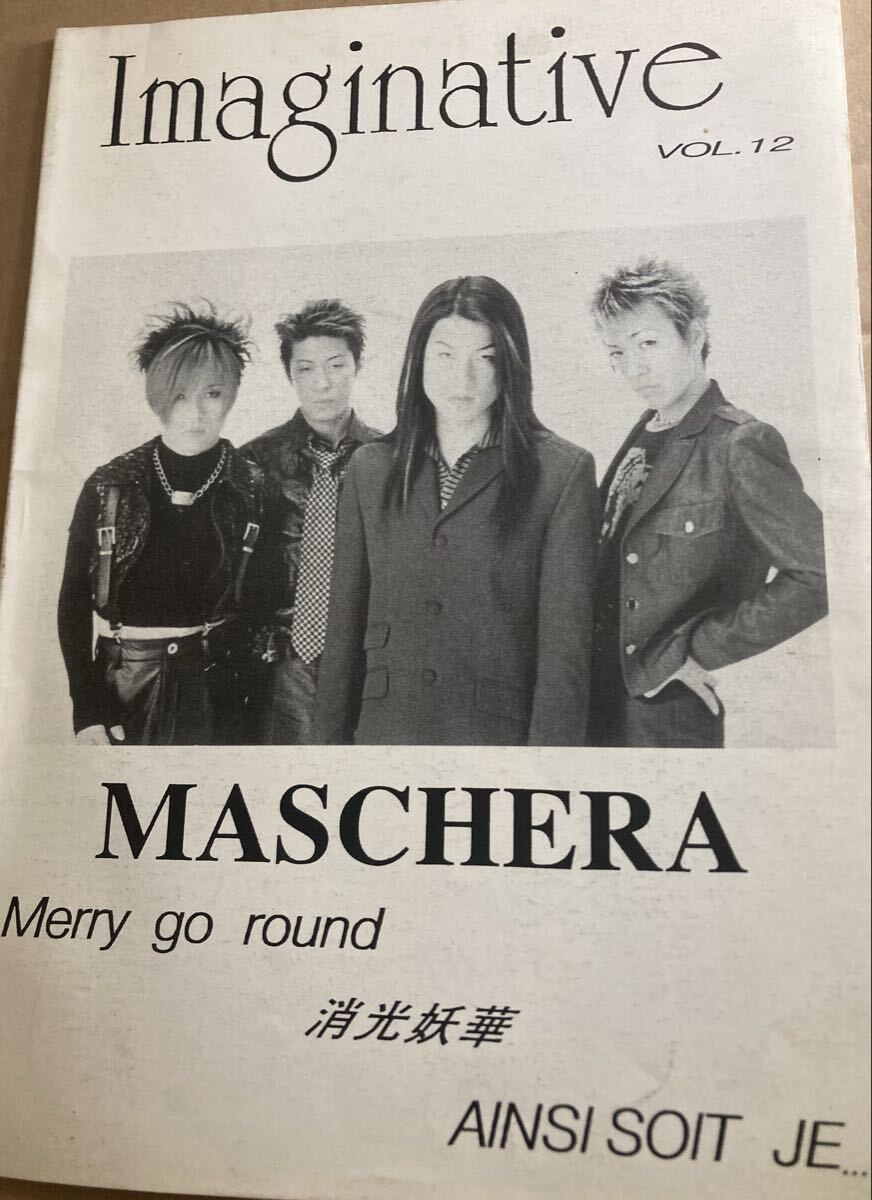 Imaginative
VOL.12
MASCHERA
Merry go round
消光妖華
AINSI SOIT JE...